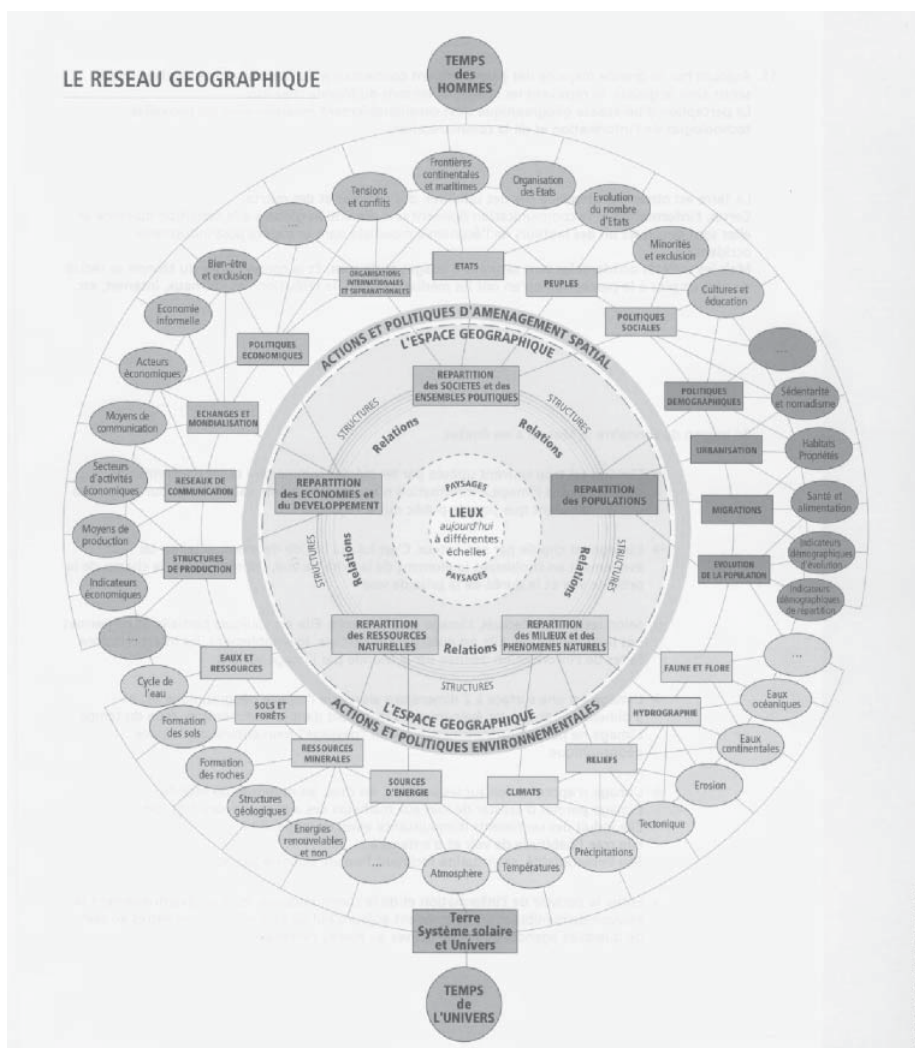 LE RESEAU GEOGRAPHIQUE
TEMPS
des
HOMMES
Frontières
continentales
et maritimes
Organisation
des Etats
Evolution
du nombre
d'Etats
Minorités
et exclusion
Cultures et
éducation
...
Sédentarité
et nomadisme
Habitats
Propriétés
Santé et
alimentation
Indicateurs
démographiques
d'évolution
Indicateurs
démographiques
de répartition
Tensions
et conflits
...
Bien-être
et exclusion
Economie
informelle
Acteurs
économiques
Moyens de
communication
Secteurs
d'activités
économiques
Moyens de
production
Indicateurs
économiques
...
ORGANISATIONS
INTERNATIONALES
ET SUPRANATIONALES
ETATS
PEUPLES
POLITIQUES
SOCIALES
POLITIQUES
DEMOGRAPHIQUES
URBANISATION
MIGRATIONS
EVOLUTION
DE LA POPULATION
POLITIQUES
ECONOMIQUES
ECHANGES ET
MONDIALISATION
RESEAUX DE
COMMUNICATION
STRUCTURES
DE PRODUCTION
ACTIONS ET POLITIQUES D'AMENAGEMENT SPATIAL
L'ESPACE GEOGRAPHIQUE
REPARTITION
des SOCIETES et des
ENSEMBLES POLITIQUES
STRUCTURES
Relations
STRUCTURES
Relations
REPARTITION
des ECONOMIES et
du DEVELOPPEMENT
PAYSAGES
LIEUX
aujourd'hui
à différentes
échelles
PAYSAGES
REPARTITION
des POPULATIONS
STRUCTURES
Relations
STRUCTURES
Relations
REPARTITION
des RESSOURCES
NATURELLES
Relations
REPARTITION
des MILIEUX et des
PHENOMENES NATURELS
STRUCTURES
L'ESPACE GEOGRAPHIQUE
ACTIONS ET POLITIQUES ENVIRONNEMENTALES
EAUX ET
RESSOURCES
SOLS ET
FORÊTS
RESSOURCES
MINERALES
SOURCES
D'ENERGIE
CLIMATS
RELIEFS
HYDROGRAPHIE
FAUNE ET FLORE
Cycle de
l'eau
Formation
des sols
Formation
des roches
Structures
géologiques
Energies
renouvelables
et non
...
Atmosphère
Températures
Précipitations
Tectonique
Erosion
Eaux
continentales
Eaux
océaniques
...
Terre
Système solaire
et Univers
TEMPS
de
L'UNIVERS